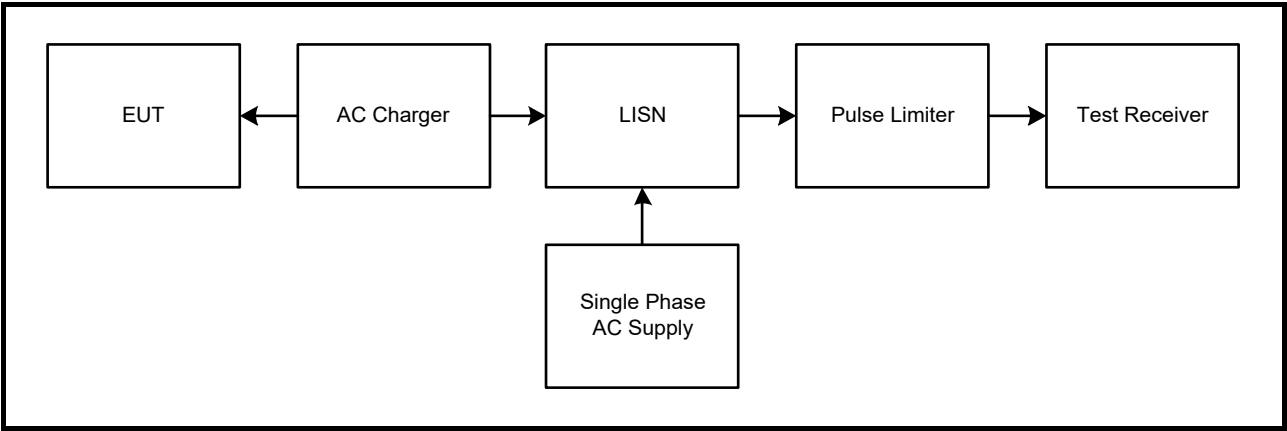 EUT
AC Charger
LISN
Pulse Limiter
Test Receiver
Single Phase
AC Supply